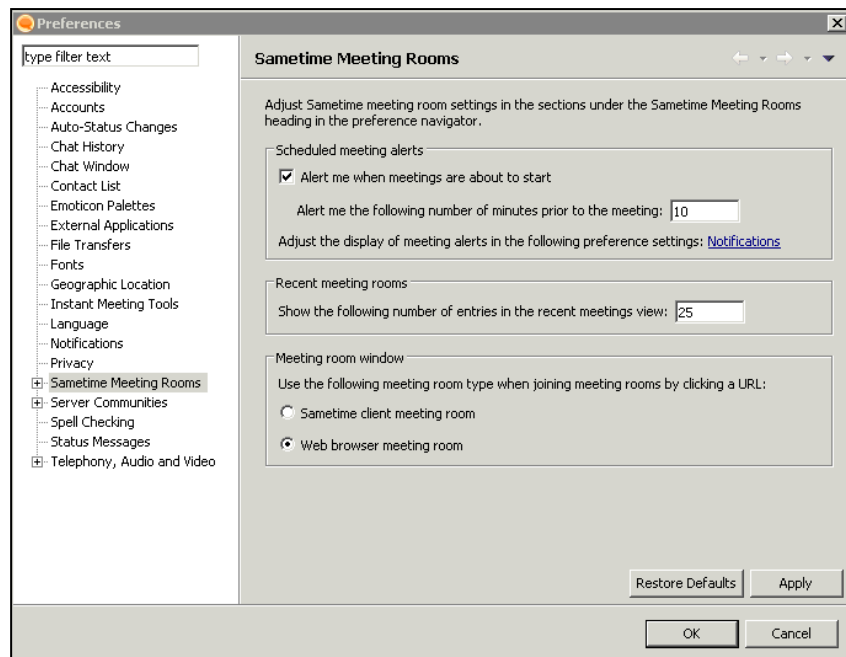 Preferences
type filter text
Accessibility
Accounts
Auto-Status Changes
Chat History
Chat Window
Contact List
Emoticon Palettes
External Applications
File Transfers
Fonts
Geographic Location
Instant Meeting Tools
Language
Notifications
Privacy
Sametime Meeting Rooms
Server Communities
Spell Checking
Status Messages
Telephony, Audio and Video
Sametime Meeting Rooms
Adjust Sametime meeting room settings in the sections under the Sametime Meeting Rooms
heading in the preference navigator.
Scheduled meeting alerts
Alert me when meetings are about to start
Alert me the following number of minutes prior to the meeting: 10
Adjust the display of meeting alerts in the following preference settings: Notifications
Recent meeting rooms
Show the following number of entries in the recent meetings view: 25
Meeting room window
Use the following meeting room type when joining meeting rooms by clicking a URL:
Sametime client meeting room
Web browser meeting room
Restore Defaults Apply
OK Cancel